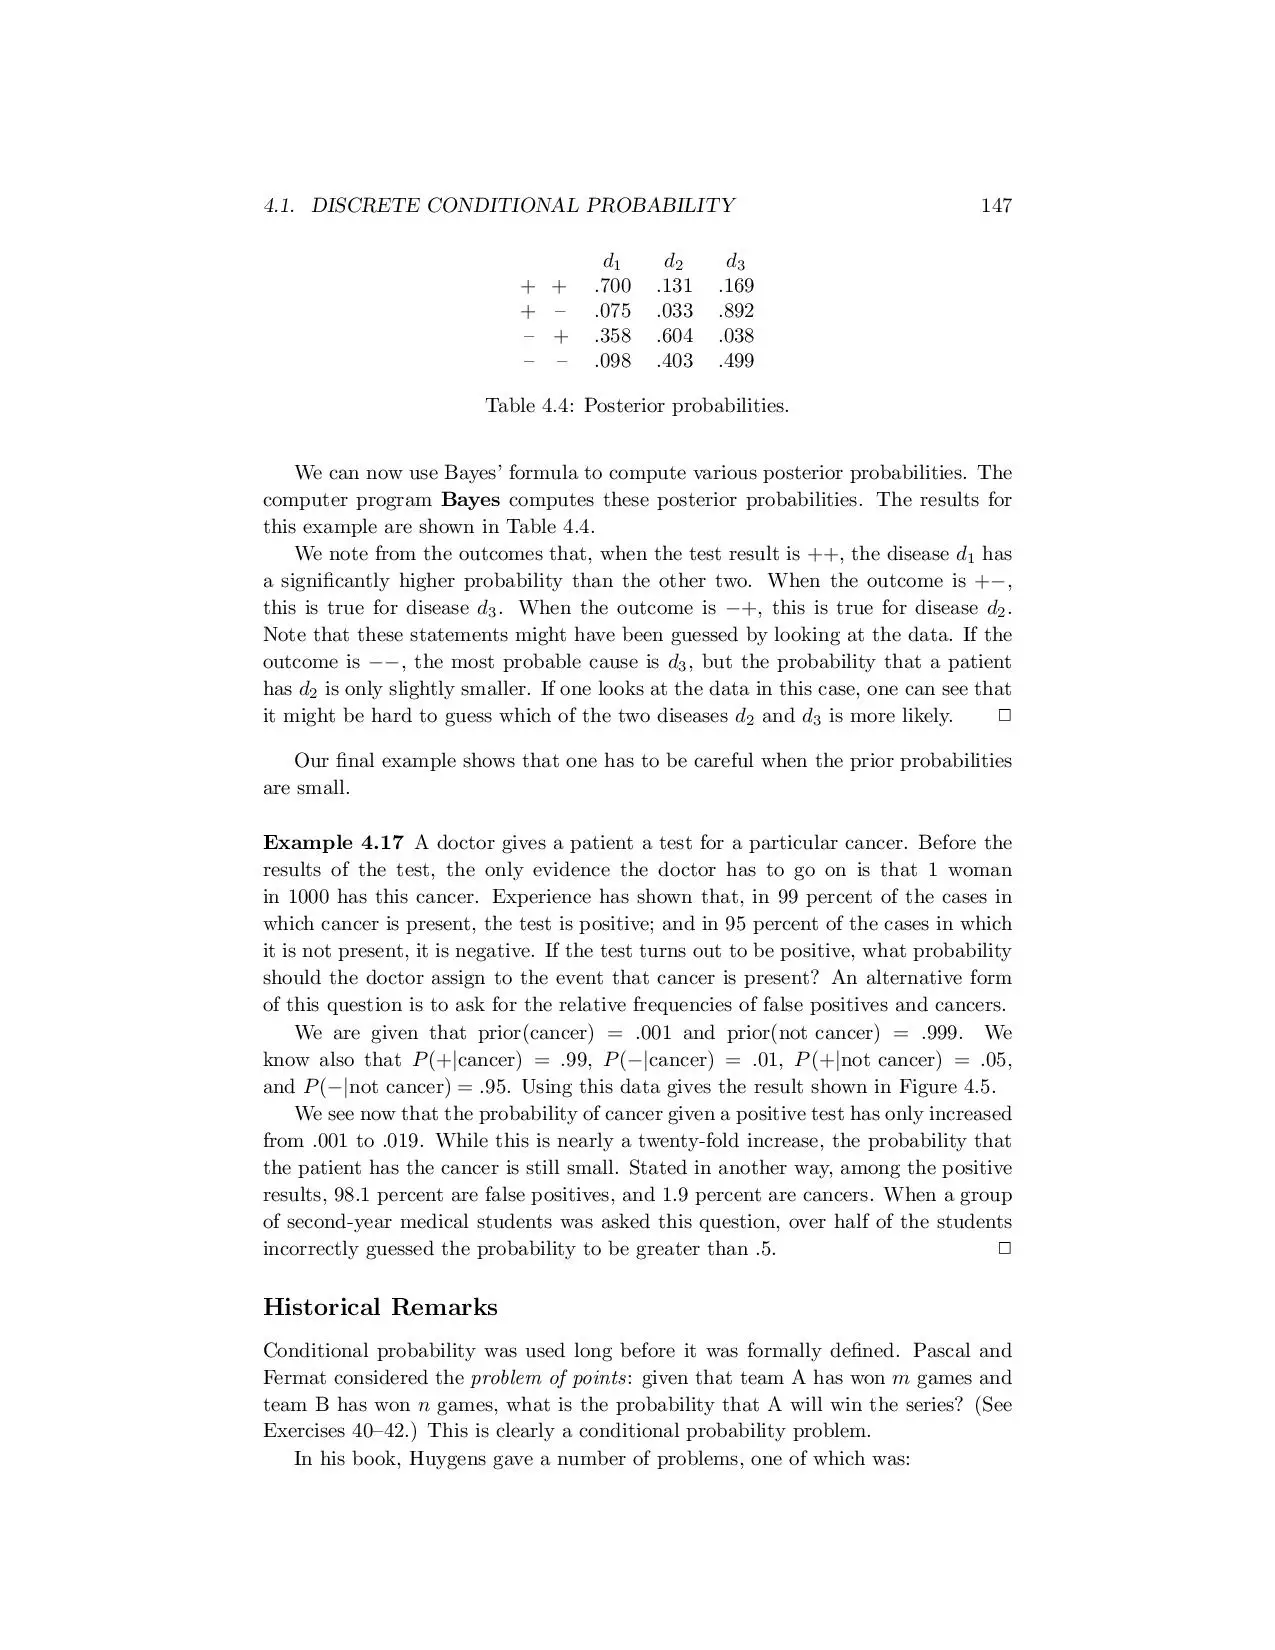 4.1. DISCRETE CONDITIONAL PROBABILITY 147
d1 d2 d3
+ + .700 .131 .169
+ – .075 .033 .892
– + .358 .604 .038
– – .098 .403 .499
Table 4.4: Posterior probabilities.
We can now use Bayes' formula to compute various posterior probabilities. The
computer program Bayes computes these posterior probabilities. The results for
this example are shown in Table 4.4.
We note from the outcomes that, when the test result is ++, the disease d1 has
a significantly higher probability than the other two. When the outcome is +−,
this is true for disease d3. When the outcome is −+, this is true for disease d2.
Note that these statements might have been guessed by looking at the data. If the
outcome is −−, the most probable cause is d3, but the probability that a patient
has d2 is only slightly smaller. If one looks at the data in this case, one can see that
it might be hard to guess which of the two diseases d2 and d3 is more likely. □
Our final example shows that one has to be careful when the prior probabilities
are small.
Example 4.17 A doctor gives a patient a test for a particular cancer. Before the
results of the test, the only evidence the doctor has to go on is that 1 woman
in 1000 has this cancer. Experience has shown that, in 99 percent of the cases in
which cancer is present, the test is positive; and in 95 percent of the cases in which
it is not present, it is negative. If the test turns out to be positive, what probability
should the doctor assign to the event that cancer is present? An alternative form
of this question is to ask for the relative frequencies of false positives and cancers.
We are given that prior(cancer) = .001 and prior(not cancer) = .999. We
know also that P(+|cancer) = .99, P(−|cancer) = .01, P(+|not cancer) = .05,
and P(−|not cancer) = .95. Using this data gives the result shown in Figure 4.5.
We see now that the probability of cancer given a positive test has only increased
from .001 to .019. While this is nearly a twenty-fold increase, the probability that
the patient has the cancer is still small. Stated in another way, among the positive
results, 98.1 percent are false positives, and 1.9 percent are cancers. When a group
of second-year medical students was asked this question, over half of the students
incorrectly guessed the probability to be greater than .5. □
Historical Remarks
Conditional probability was used long before it was formally defined. Pascal and
Fermat considered the problem of points: given that team A has won m games and
team B has won n games, what is the probability that A will win the series? (See
Exercises 40–42.) This is clearly a conditional probability problem.
In his book, Huygens gave a number of problems, one of which was: